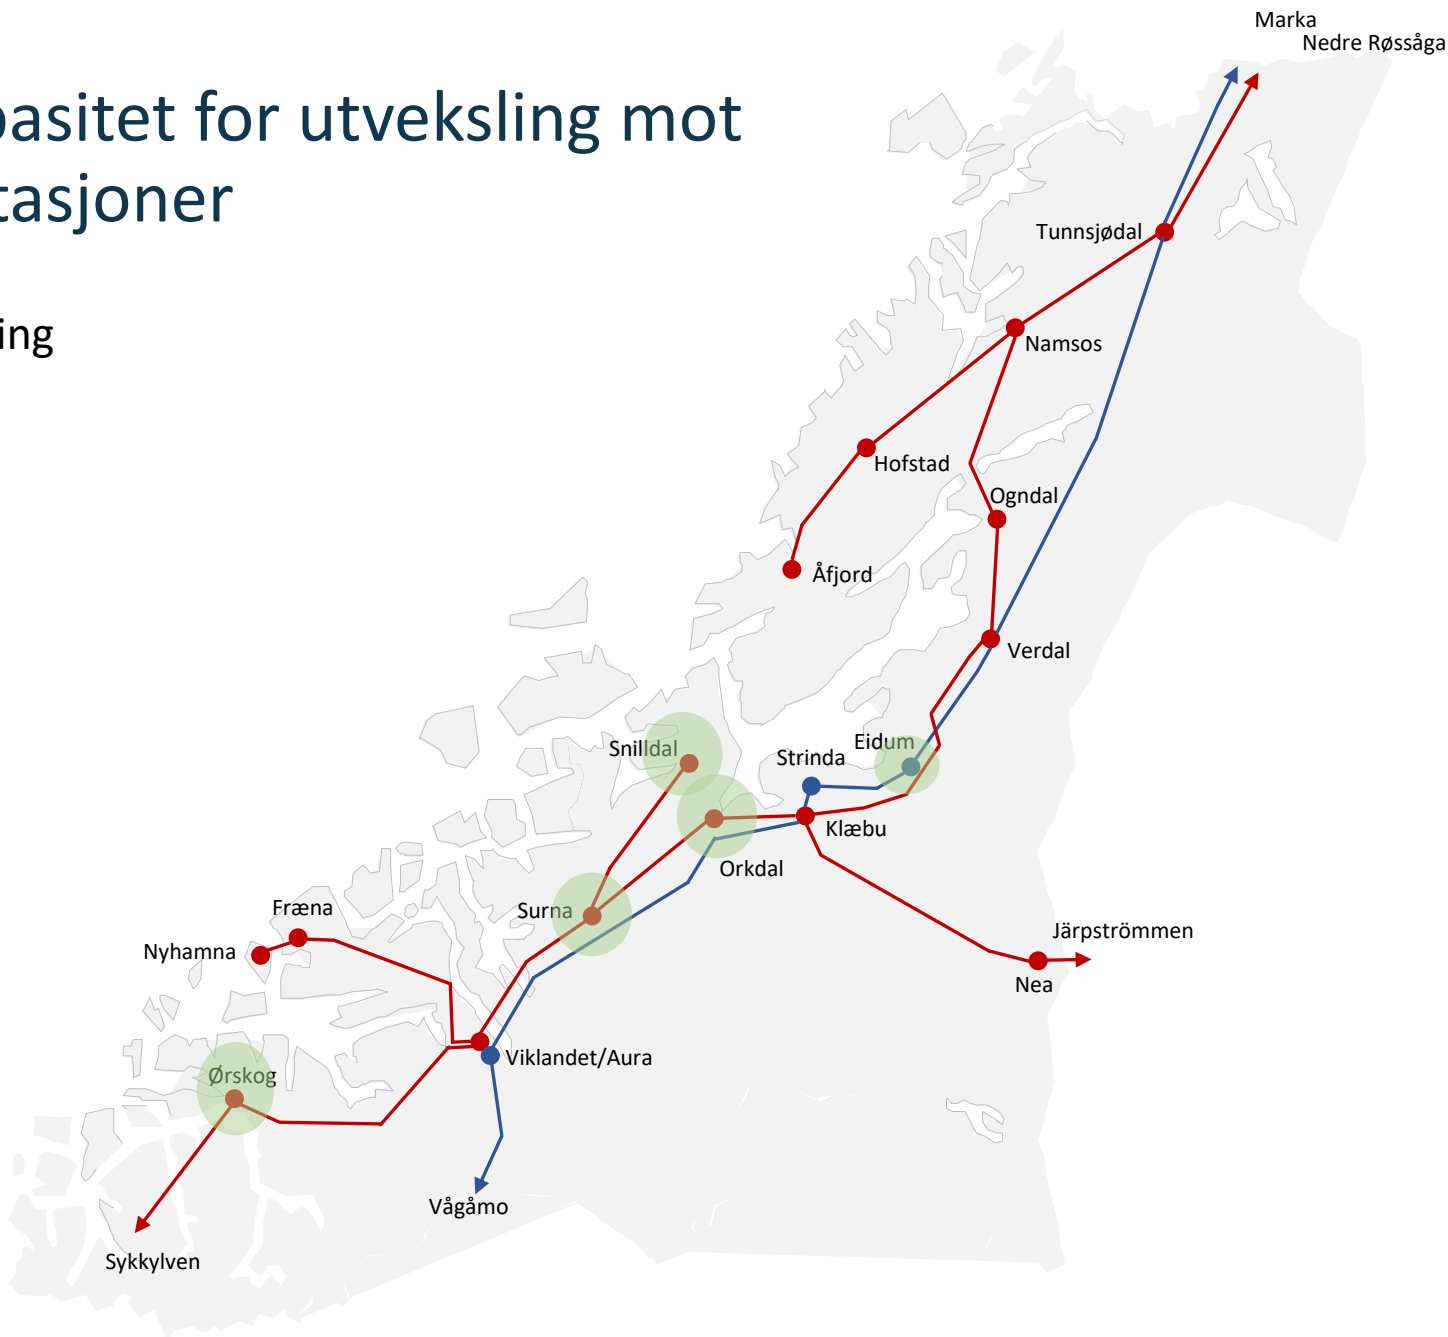 Marka
Nedre Røssåga
pasitet for utveksling mot
tasjoner
Tunnsjødal
ing
Namsos
Hofstad
Ogndal
Åfjord
Verdal
Snilldal
Eidum
Strinda
Klæbu
Orkdal
Fræna
Surna
Järpströmmen
Nyhamna
Nea
Viklandet/Aura
Ørskog
Vågåmo
Sykkylven